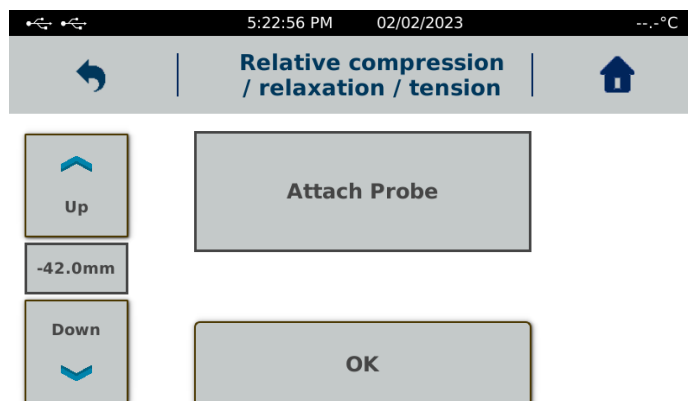 5:22:56 PM 02/02/2023 --.-°C
Relative compression
/ relaxation / tension
Up
Attach Probe
-42.0mm
Down
OK